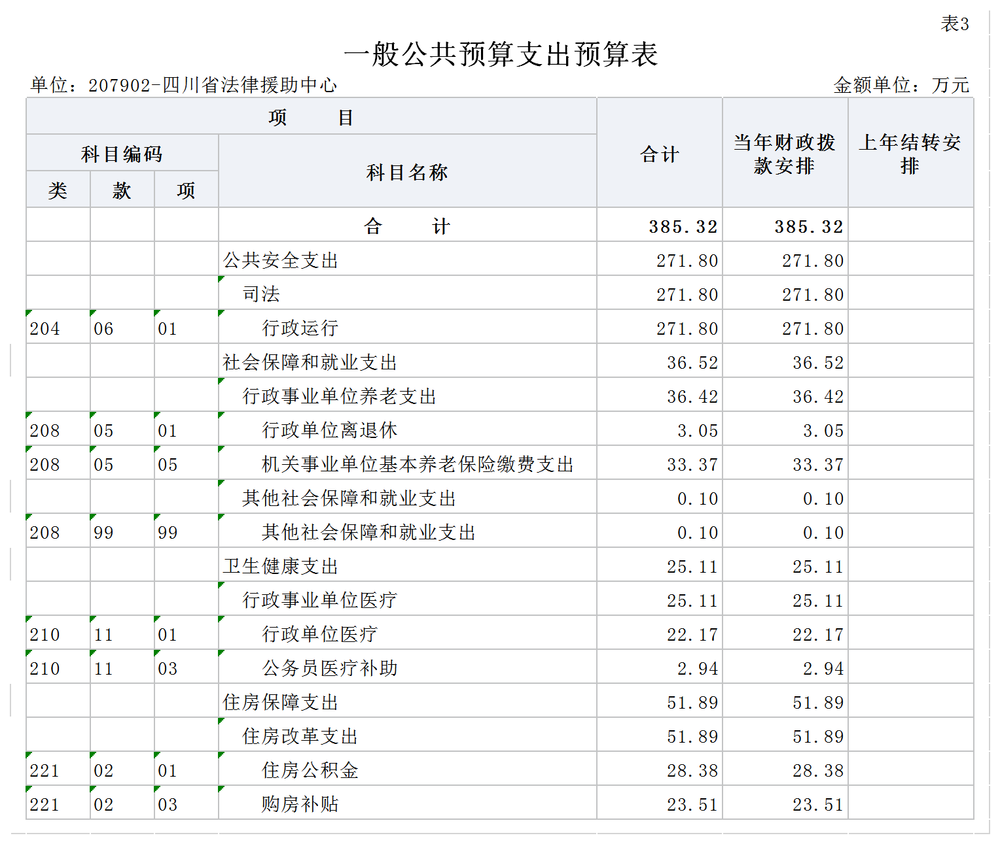 表3
一般公共预算支出预算表
单位：207902-四川省法律援助中心 金额单位：万元
项 目 合计 当年财政拨款安排 上年结转安排
科目编码 科目名称
类 款 项
合 计 385.32 385.32
公共安全支出 271.80 271.80
司法 271.80 271.80
204 06 01 行政运行 271.80 271.80
社会保障和就业支出 36.52 36.52
行政事业单位养老支出 36.42 36.42
208 05 01 行政单位离退休 3.05 3.05
208 05 05 机关事业单位基本养老保险缴费支出 33.37 33.37
其他社会保障和就业支出 0.10 0.10
208 99 99 其他社会保障和就业支出 0.10 0.10
卫生健康支出 25.11 25.11
行政事业单位医疗 25.11 25.11
210 11 01 行政单位医疗 22.17 22.17
210 11 03 公务员医疗补助 2.94 2.94
住房保障支出 51.89 51.89
住房改革支出 51.89 51.89
221 02 01 住房公积金 28.38 28.38
221 02 03 购房补贴 23.51 23.51